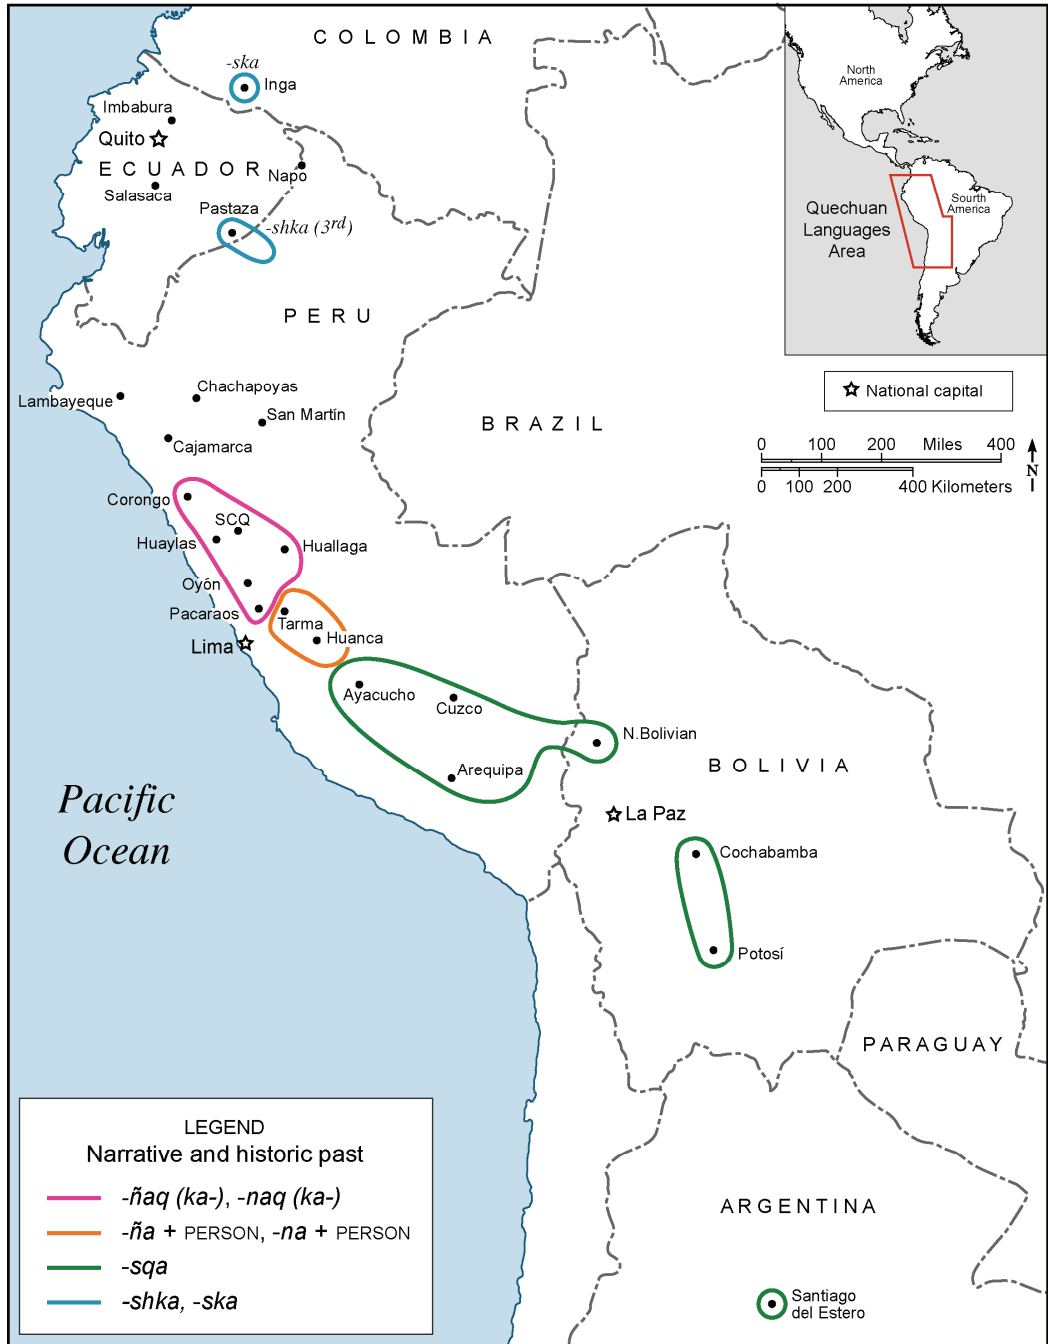 COLOMBIA
-ska
Inga
Imbabura
Quito
ECUADOR
Napo
Salasaca
Pastaza
-shka (3rd)
PERU
North
America
Sourth
America
Quechuan
Languages
Area
National capital
0 100 200 Miles 400
0 100 200 400 Kilometers
N
Chachapoyas
Lambayeque
San Martín
BRAZIL
Cajamarca
Corongo
SCQ
Huaylas
Huallaga
Oyón
Pacaraos
Tarma
Huanca
Lima
Ayacucho
Cuzco
N.Bolivian
Arequipa
BOLIVIA
Pacific
Ocean
La Paz
Cochabamba
Potosí
PARAGUAY
LEGEND
Narrative and historic past
-ñaq (ka-), -naq (ka-)
-ña + PERSON, -na + PERSON
-sqa
-shka, -ska
ARGENTINA
Santiago
del Estero